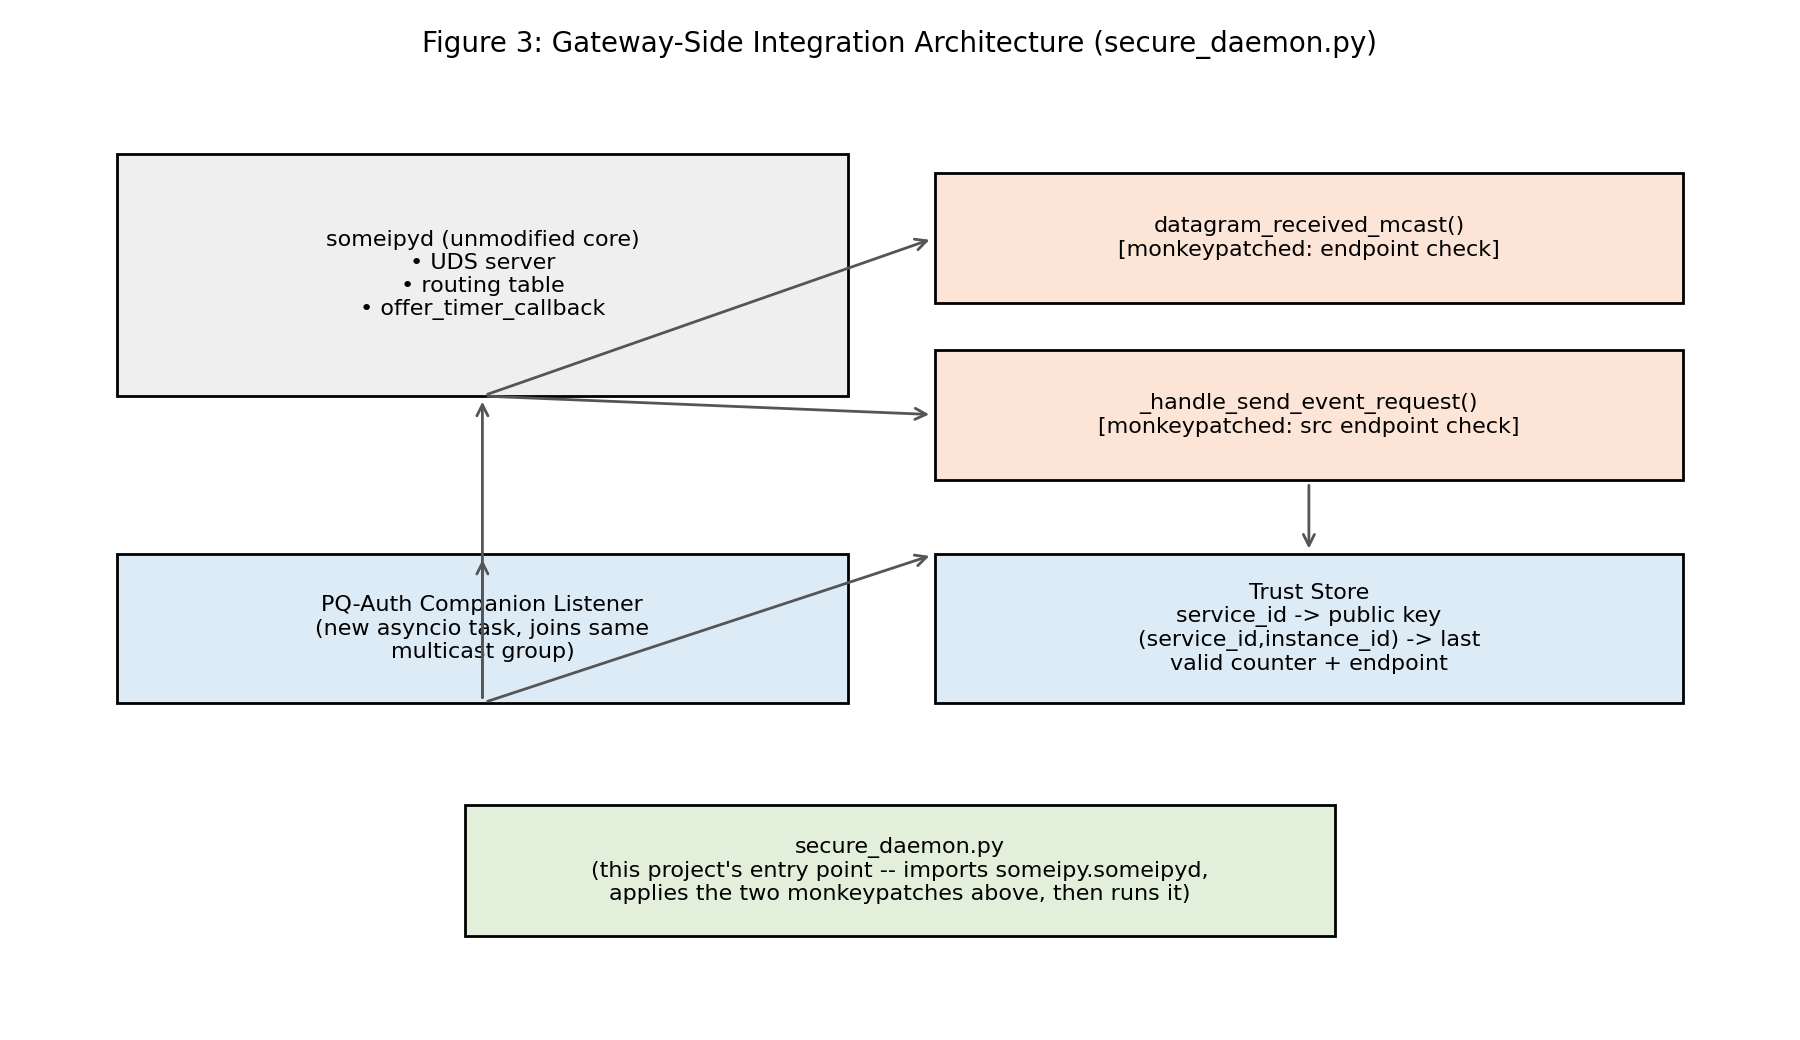 Figure 3: Gateway-Side Integration Architecture (secure_daemon.py)
someipyd (unmodified core)
• UDS server
• routing table
• offer_timer_callback
datagram_received_mcast()
[monkeypatched: endpoint check]
_handle_send_event_request()
[monkeypatched: src endpoint check]
PQ-Auth Companion Listener
(new asyncio task, joins same
multicast group)
Trust Store
service_id -> public key
(service_id,instance_id) -> last
valid counter + endpoint
secure_daemon.py
(this project's entry point -- imports someipy.someipyd,
applies the two monkeypatches above, then runs it)